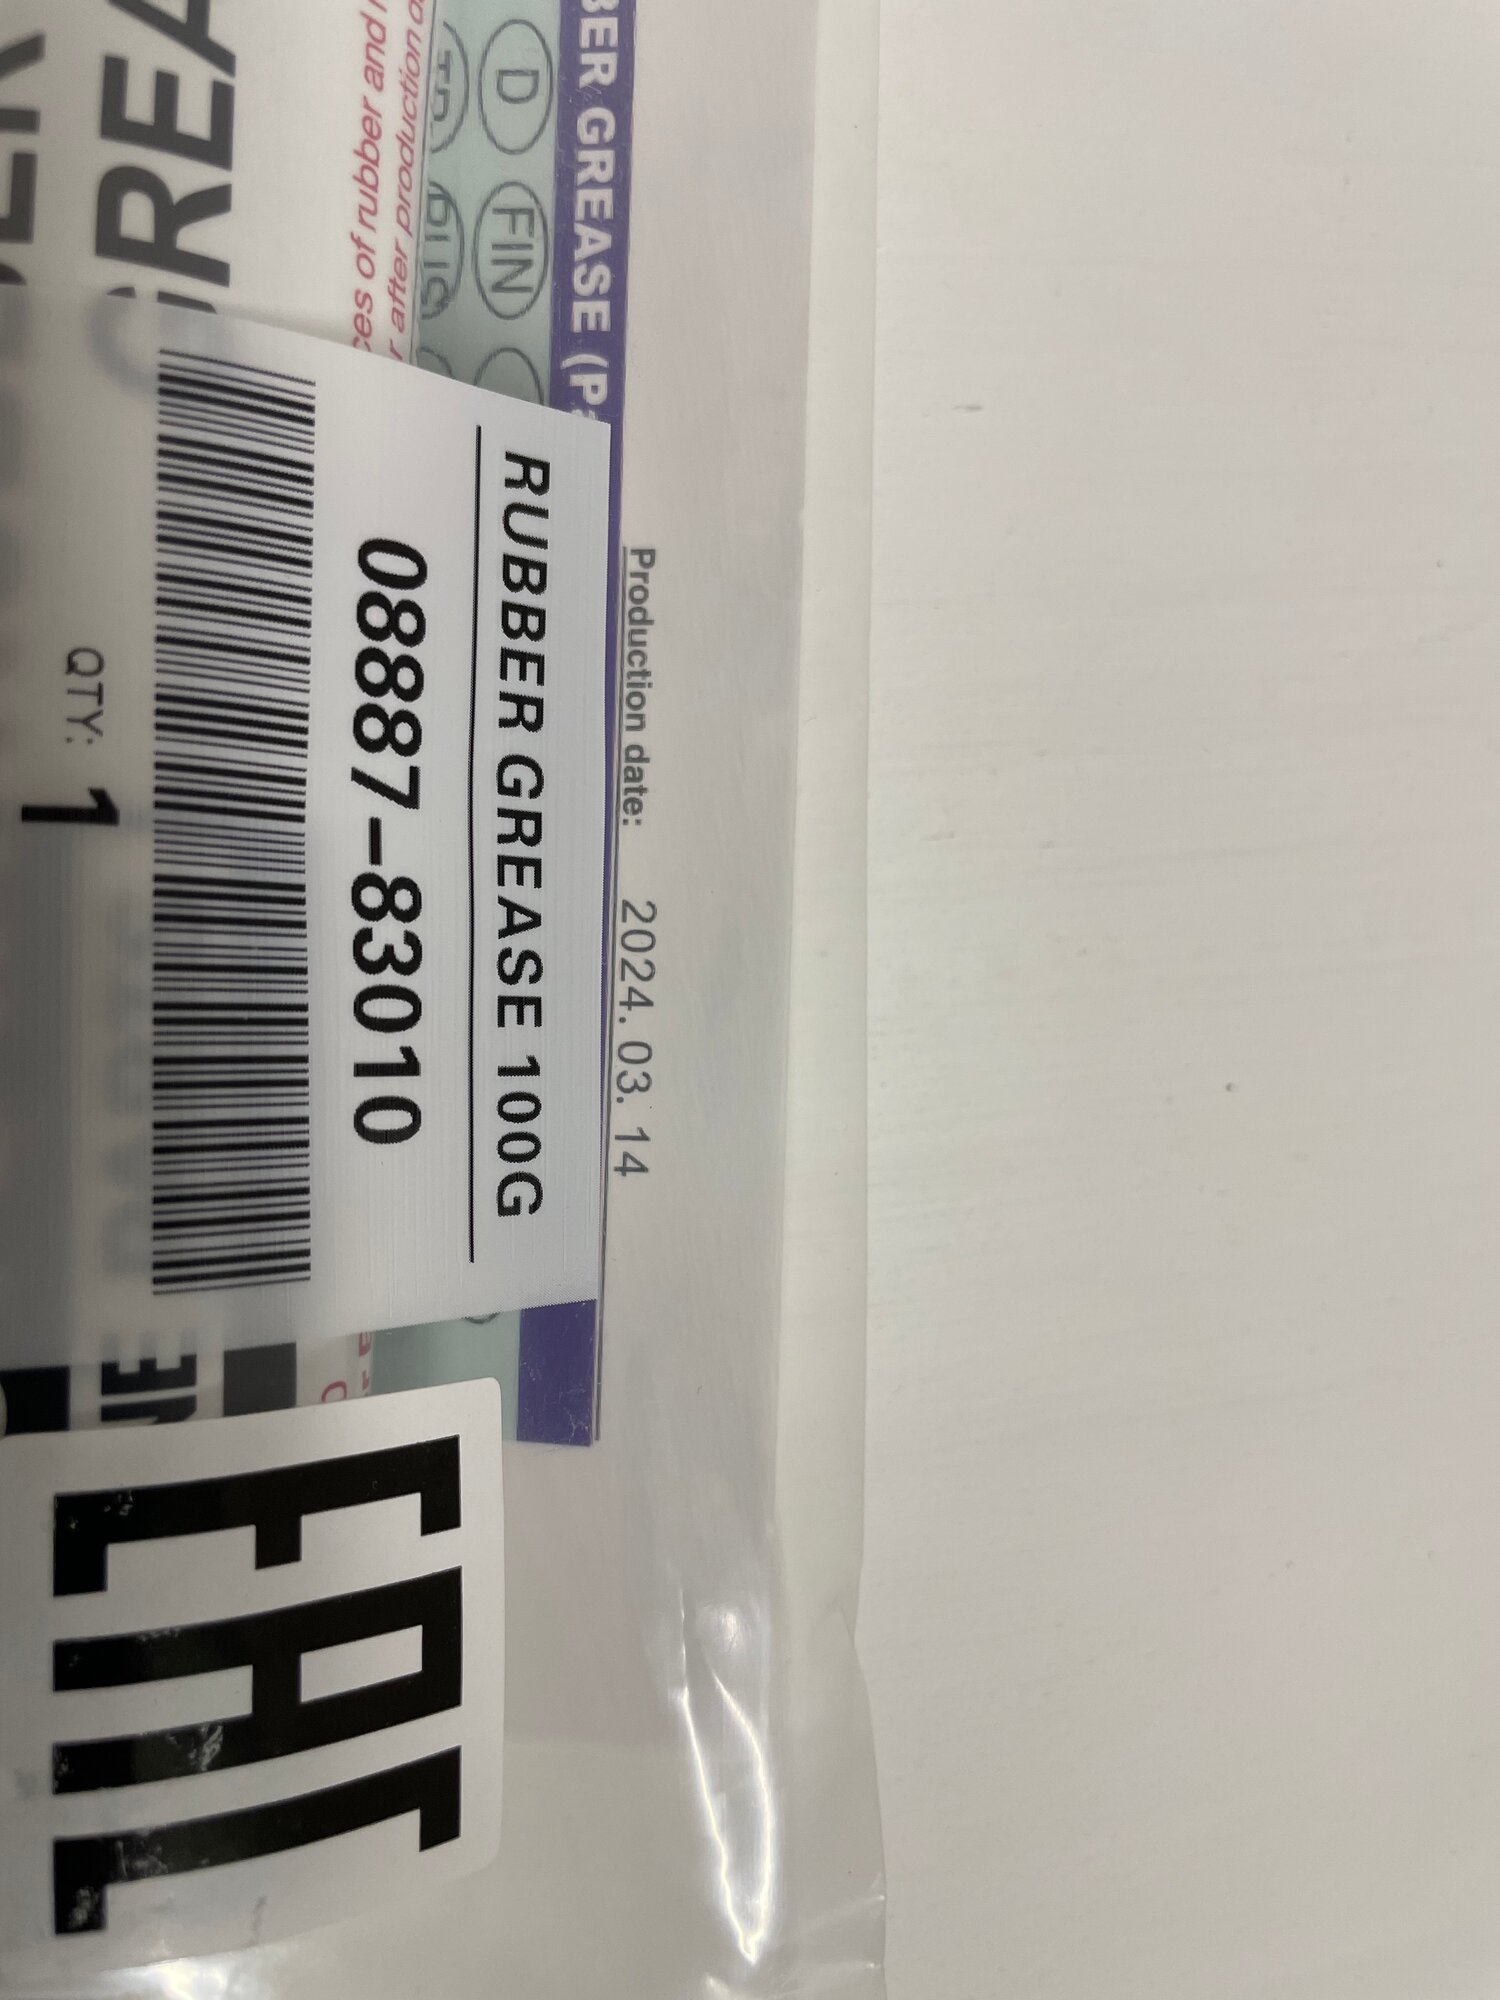 Production date: 2024. 03. 14
BER GREASE (P
D FIN
RUBBER GREASE 100G
08887-83010
ces of rubber and
r after production
QTY: 1
GREA
EAC